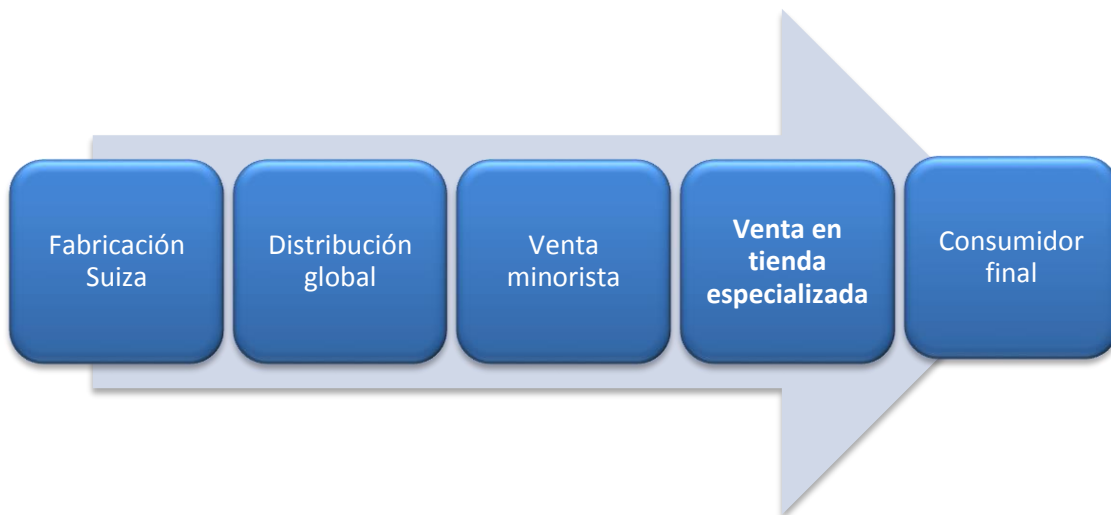 Fabricación
Suiza
Distribución
global
Venta
minorista
Venta en
tienda
especializada
Consumidor
final